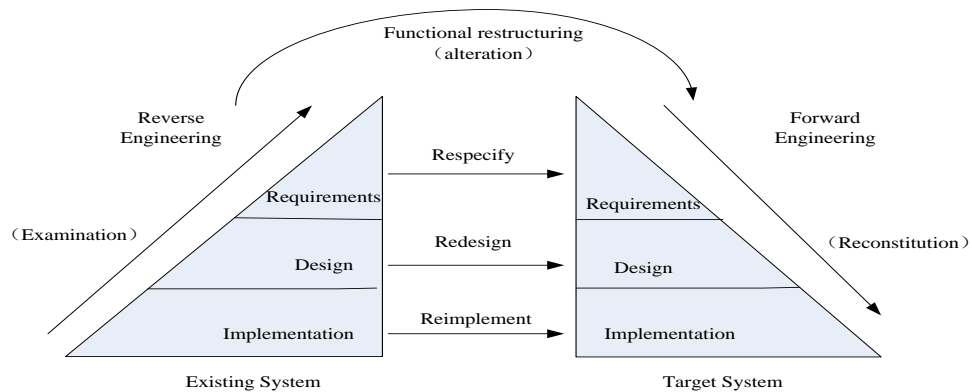 Functional restructuring
（alteration）
Reverse
Engineering
Forward
Engineering
Respecify
Requirements
Requirements
（Examination）
Redesign
（Reconstitution）
Design
Design
Implementation
Reimplement
Implementation
Existing System
Target System